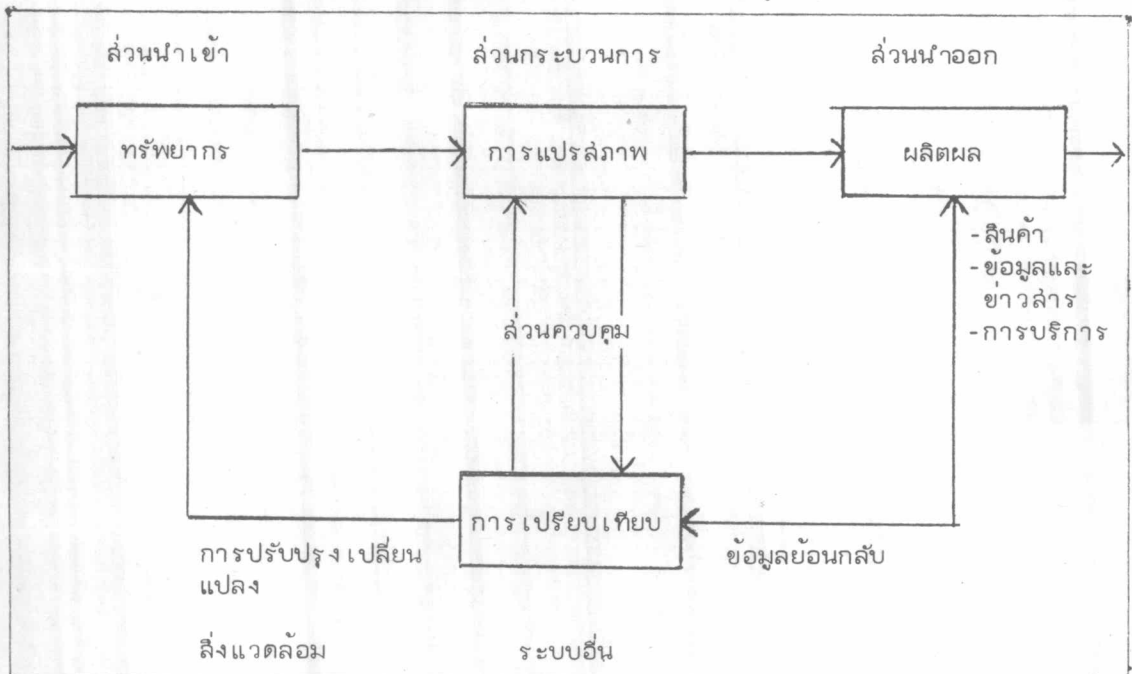 ส่วนนำเข้า
ส่วนกระบวนการ
ส่วนนำออก
ทรัพยากร
การแปรสภาพ
ผลิตผล
-สินค้า
-ข้อมูลและ
ข่าวสาร
-การบริการ
ส่วนควบคุม
การเปรียบเทียบ
การปรับปรุงเปลี่ยน
แปลง
ข้อมูลย้อนกลับ
สิ่งแวดล้อม
ระบบอื่น